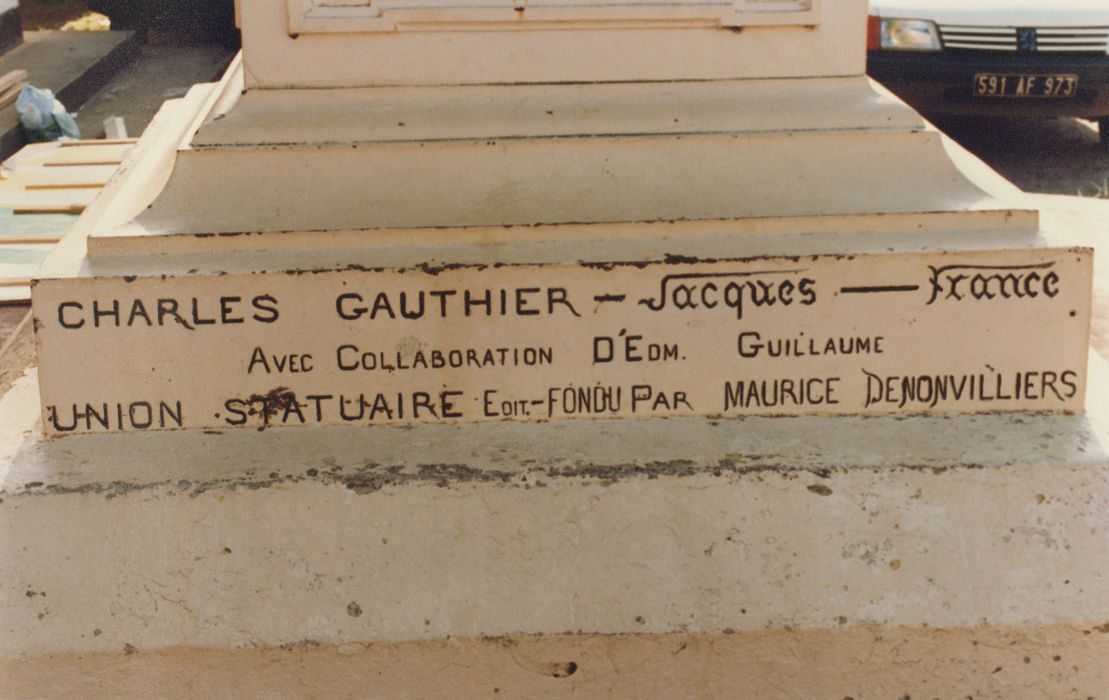 591 AF 973
CHARLES GAUTHIER - Jacques - France
AVEC COLLABORATION D'EDM. GUILLAUME
UNION STATUAIRE EDIT.-FONDU PAR MAURICE DENONVILLIERS